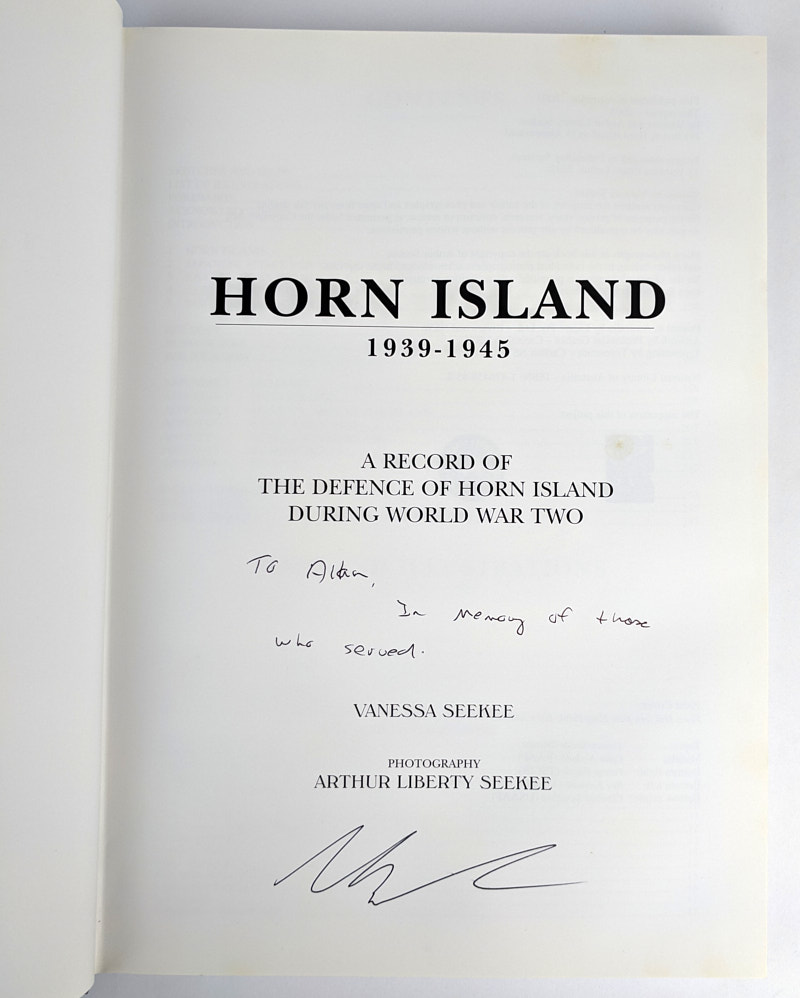 HORN ISLAND
1939-1945
A RECORD OF
THE DEFENCE OF HORN ISLAND
DURING WORLD WAR TWO
To
In memory of those
who served.
VANESSA SEEKEE
PHOTOGRAPHY
ARTHUR LIBERTY SEEKEE